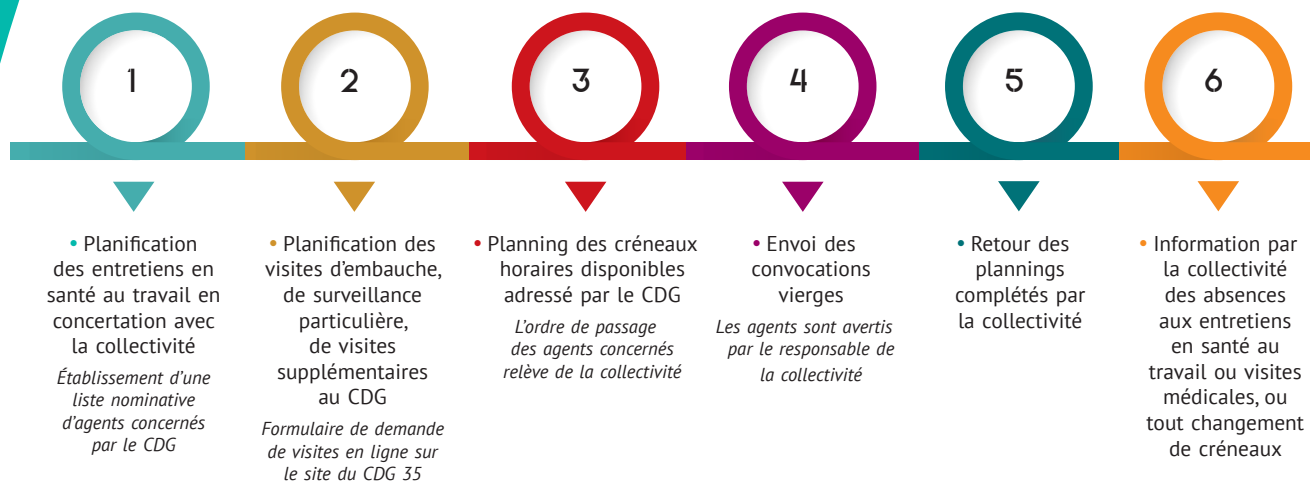 1
• Planification
des entretiens en
santé au travail en
concertation avec
la collectivité
Établissement d'une
liste nominative
d'agents concernés
par le CDG
2
• Planification des
visites d'embauche,
de surveillance
particulière,
de visites
supplémentaires
au CDG
Formulaire de demande
de visites en ligne sur
le site du CDG 35
3
• Planning des créneaux
horaires disponibles
adressé par le CDG
L'ordre de passage
des agents concernés
relève de la collectivité
4
• Envoi des
convocations
vierges
Les agents sont avertis
par le responsable de
la collectivité
5
• Retour des
plannings
complétés par
la collectivité
6
• Information par
la collectivité
des absences
aux entretiens
en santé au
travail ou visites
médicales, ou
tout changement
de créneaux